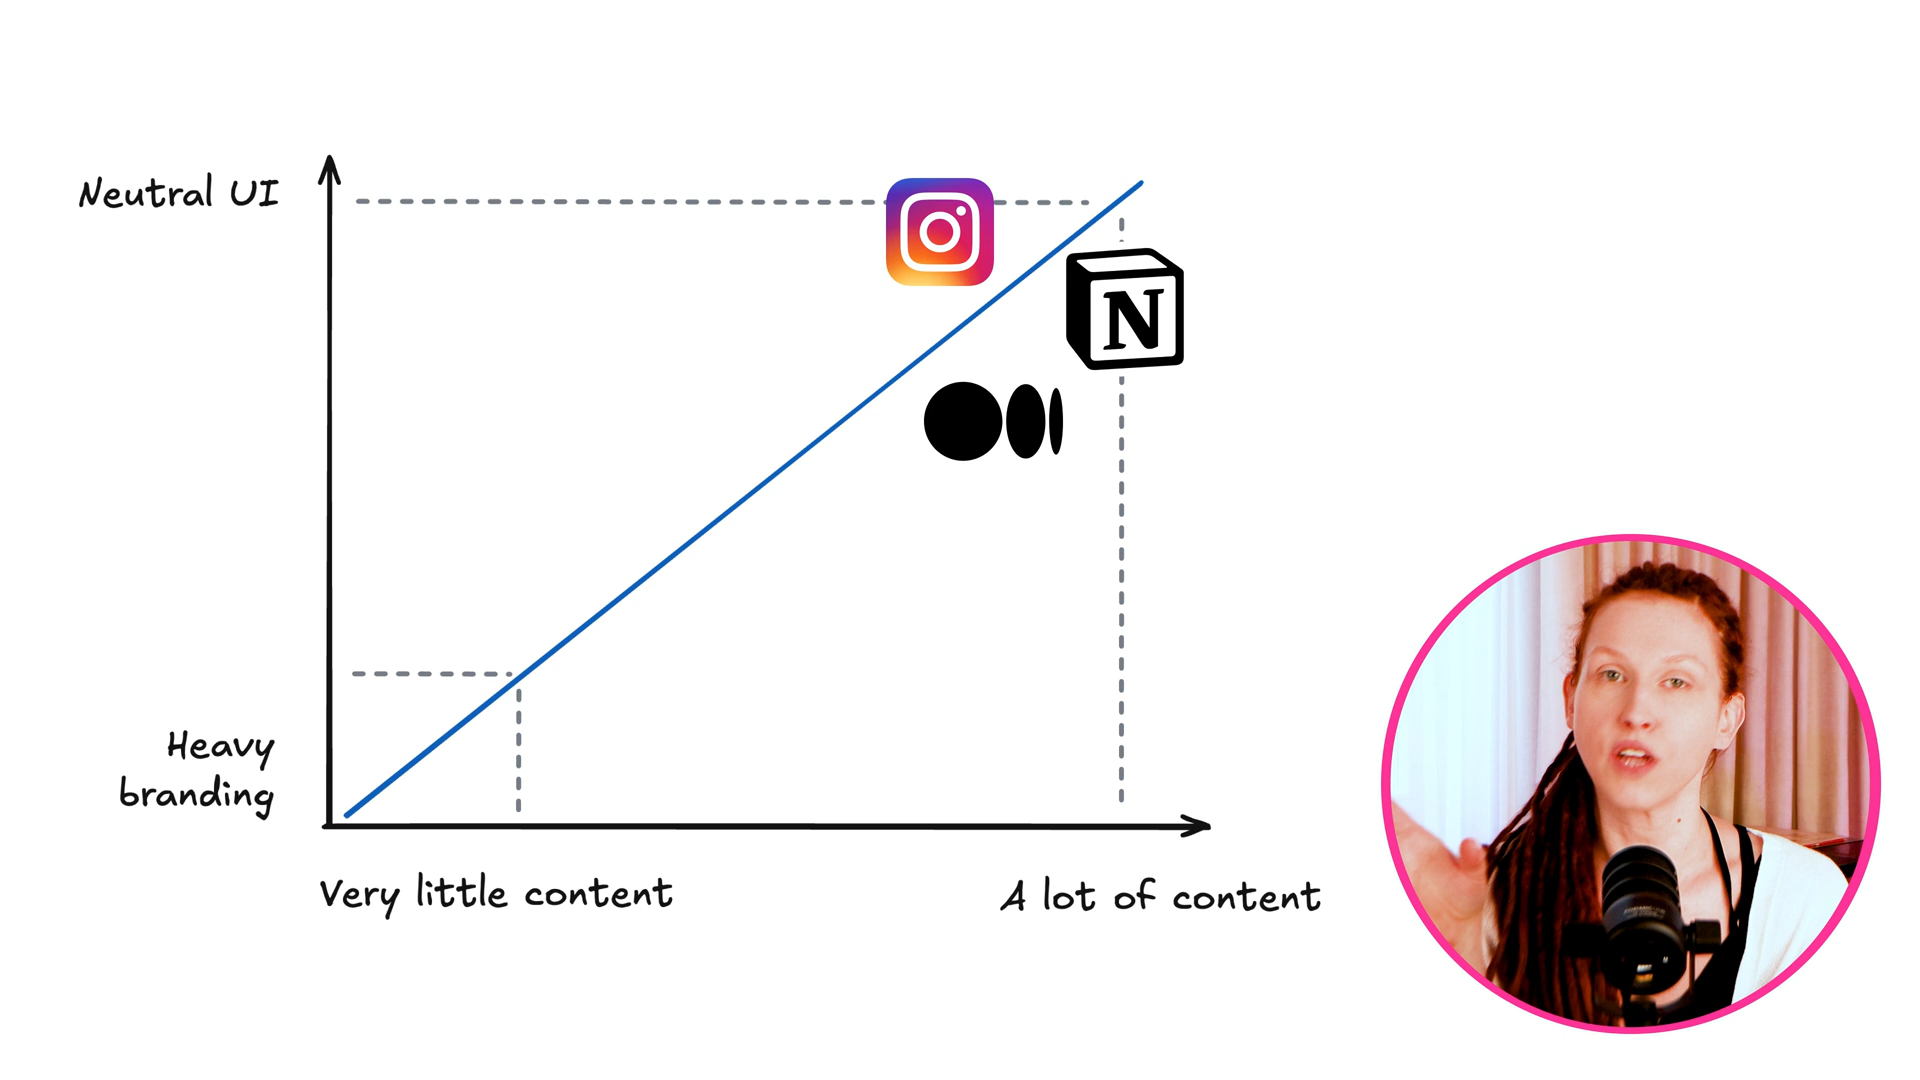 Neutral UI
N
Heavy
branding
Very little content
A lot of content